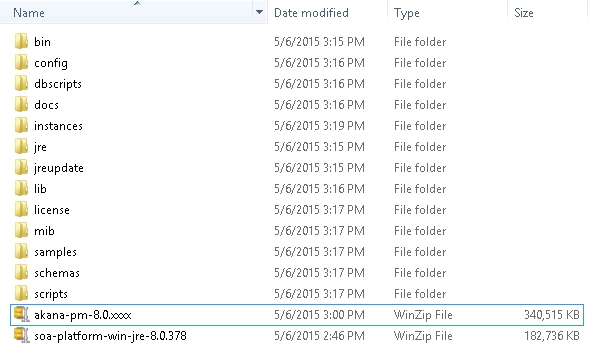 Name Date modified Type Size
bin 5/6/2015 3:15 PM File folder
config 5/6/2015 3:16 PM File folder
dbscripts 5/6/2015 3:16 PM File folder
docs 5/6/2015 3:16 PM File folder
instances 5/6/2015 3:19 PM File folder
jre 5/6/2015 3:15 PM File folder
jreupdate 5/6/2015 3:15 PM File folder
lib 5/6/2015 3:16 PM File folder
license 5/6/2015 3:17 PM File folder
mib 5/6/2015 3:17 PM File folder
samples 5/6/2015 3:17 PM File folder
schemas 5/6/2015 3:17 PM File folder
scripts 5/6/2015 3:17 PM File folder
akana-pm-8.0.xxxx 5/6/2015 3:00 PM WinZip File 340,515 KB
soa-platform-win-jre-8.0.378 5/6/2015 2:46 PM WinZip File 182,736 KB